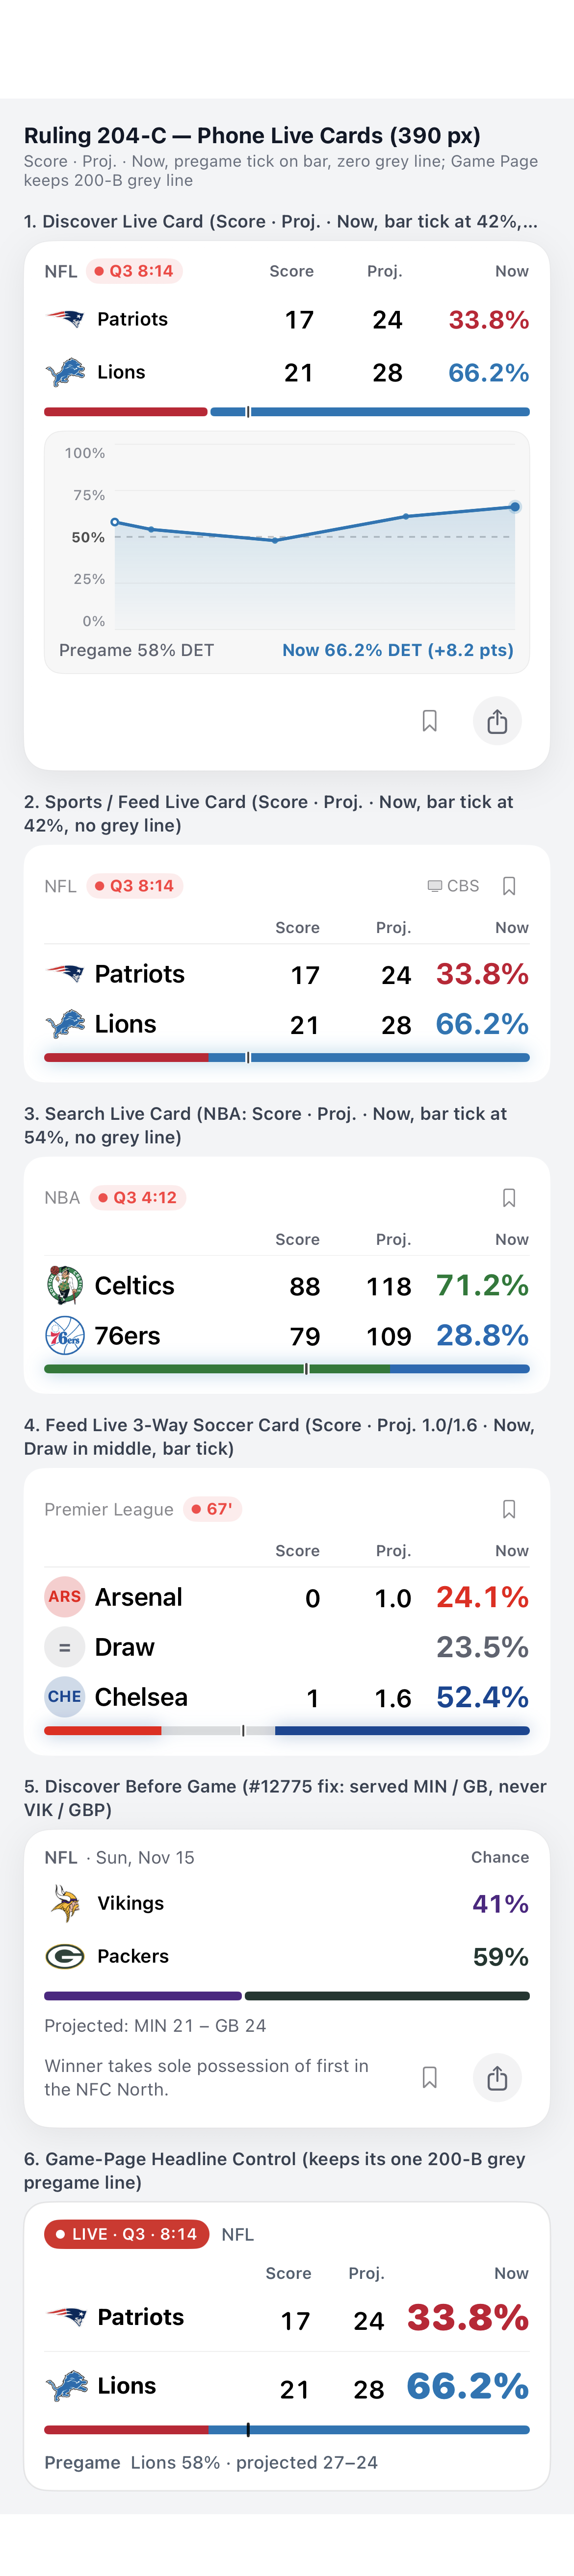 Ruling 204-C — Phone Live Cards (390 px)
Score · Proj. · Now, pregame tick on bar, zero grey line; Game Page
keeps 200-B grey line
1. Discover Live Card (Score · Proj. · Now, bar tick at 42%,...
NFL Q3 8:14 Score Proj. Now
Patriots 17 24 33.8%
Lions 21 28 66.2%
100%
75%
50%
25%
0%
Pregame 58% DET Now 66.2% DET (+8.2 pts)
2. Sports / Feed Live Card (Score · Proj. · Now, bar tick at
42%, no grey line)
NFL Q3 8:14 CBS
Score Proj. Now
Patriots 17 24 33.8%
Lions 21 28 66.2%
3. Search Live Card (NBA: Score · Proj. · Now, bar tick at
54%, no grey line)
NBA Q3 4:12
Score Proj. Now
Celtics 88 118 71.2%
76ers 76ers 79 109 28.8%
4. Feed Live 3-Way Soccer Card (Score · Proj. 1.0/1.6 · Now,
Draw in middle, bar tick)
Premier League 67'
Score Proj. Now
ARS Arsenal 0 1.0 24.1%
= Draw 23.5%
CHE Chelsea 1 1.6 52.4%
5. Discover Before Game (#12775 fix: served MIN / GB, never
VIK / GBP)
NFL · Sun, Nov 15 Chance
Vikings 41%
G Packers 59%
Projected: MIN 21 – GB 24
Winner takes sole possession of first in
the NFC North.
6. Game-Page Headline Control (keeps its one 200-B grey
pregame line)
LIVE · Q3 · 8:14 NFL
Score Proj. Now
Patriots 17 24 33.8%
Lions 21 28 66.2%
Pregame Lions 58% · projected 27–24